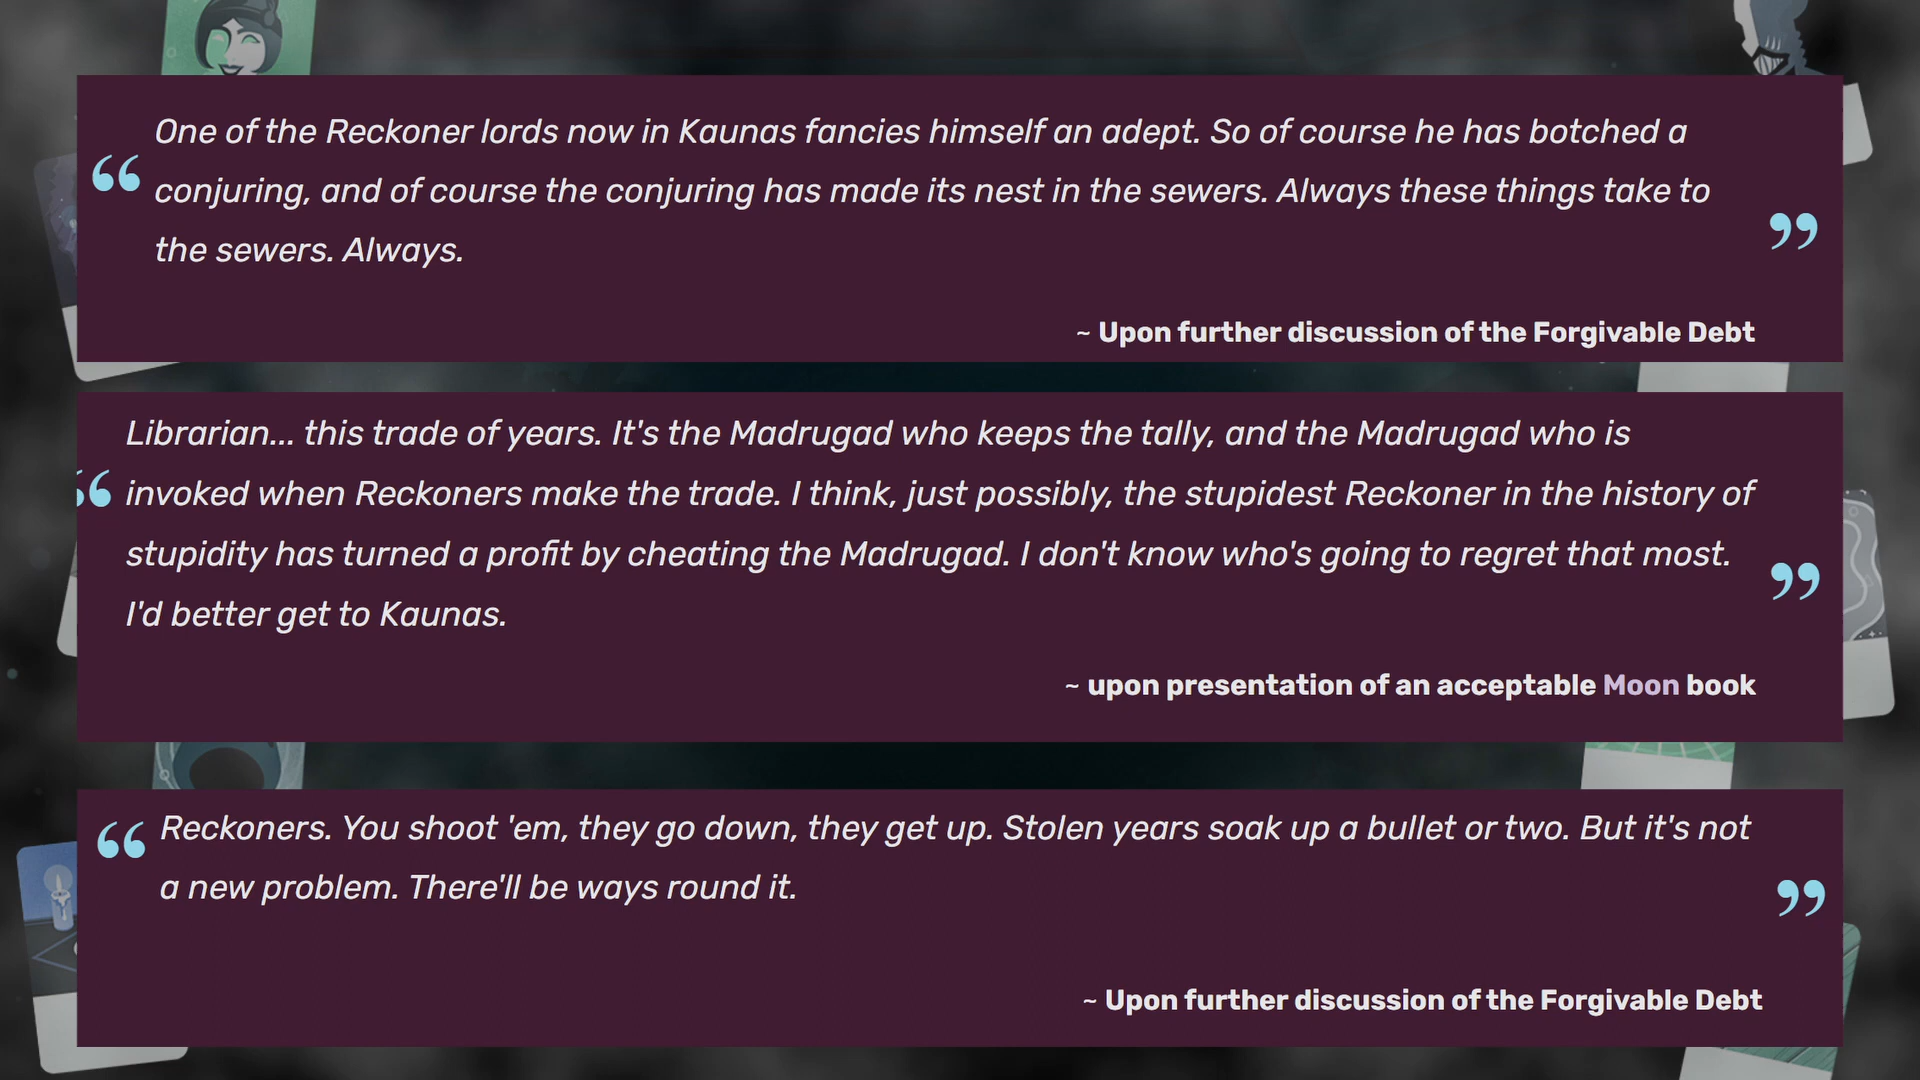 “ One of the Reckoner lords now in Kaunas fancies himself an adept. So of course he has botched a
conjuring, and of course the conjuring has made its nest in the sewers. Always these things take to
the sewers. Always. ”
~ Upon further discussion of the Forgivable Debt
“ Librarian... this trade of years. It's the Madrugad who keeps the tally, and the Madrugad who is
invoked when Reckoners make the trade. I think, just possibly, the stupidest Reckoner in the history of
stupidity has turned a profit by cheating the Madrugad. I don't know who's going to regret that most.
I'd better get to Kaunas. ”
~ upon presentation of an acceptable Moon book
“ Reckoners. You shoot 'em, they go down, they get up. Stolen years soak up a bullet or two. But it's not
a new problem. There'll be ways round it. ”
~ Upon further discussion of the Forgivable Debt